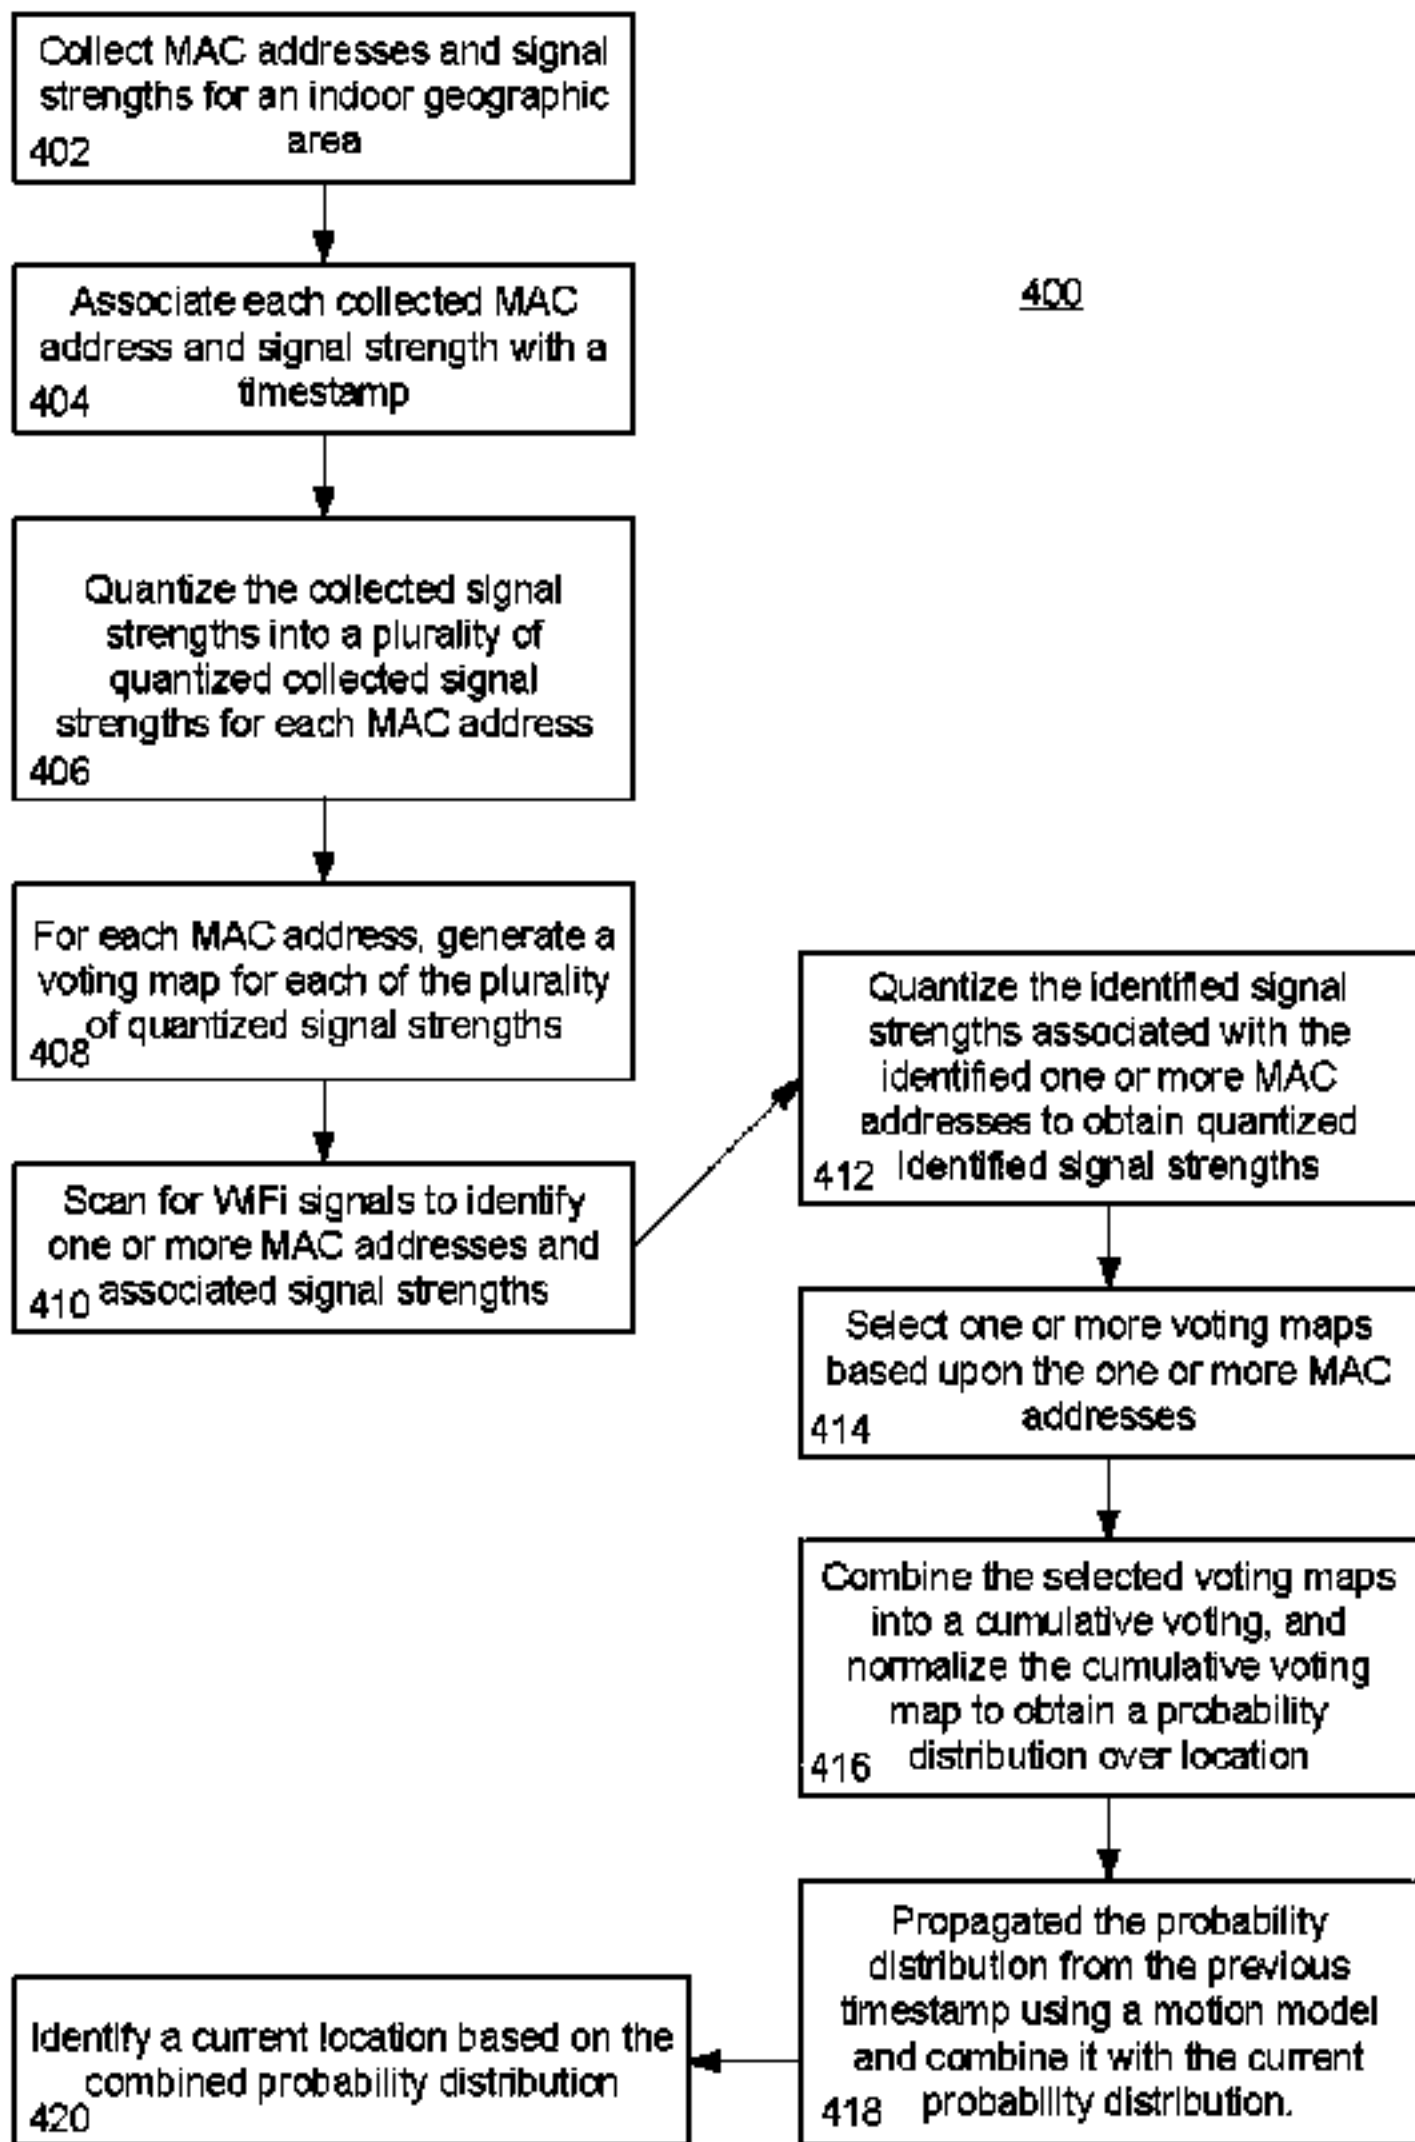 Collect MAC addresses and signal
strengths for an indoor geographic
area
402
Associate each collected MAC
address and signal strength with a
timestamp
404
400
Quantize the collected signal
strengths into a plurality of
quantized collected signal
strengths for each MAC address
406
For each MAC address, generate a
voting map for each of the plurality
of quantized signal strengths
408
Scan for WiFi signals to identify
one or more MAC addresses and
associated signal strengths
410
Quantize the identified signal
strengths associated with the
identified one or more MAC
addresses to obtain quantized
identified signal strengths
412
Select one or more voting maps
based upon the one or more MAC
addresses
414
Combine the selected voting maps
into a cumulative voting, and
normalize the cumulative voting
map to obtain a probability
distribution over location
416
Propagated the probability
distribution from the previous
timestamp using a motion model
and combine it with the current
probability distribution.
418
Identify a current location based on the
combined probability distribution
420